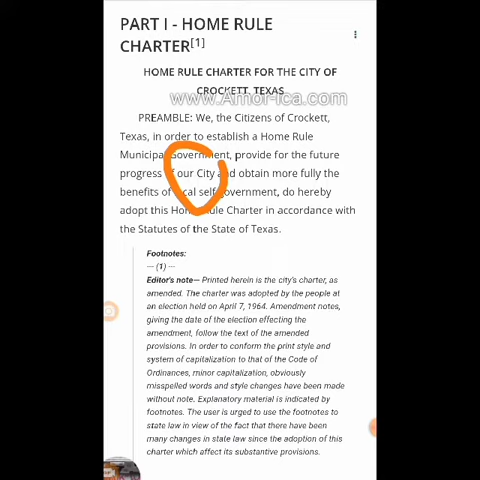 PART I - HOME RULE
CHARTER[1]
HOME RULE CHARTER FOR THE CITY OF
CROCKETT, TEXAS
www.Amor-ica.com
PREAMBLE: We, the Citizens of Crockett,
Texas, in order to establish a Home Rule
Municipal Government, provide for the future
progress of our City and obtain more fully the
benefits of local self government, do hereby
adopt this Home Rule Charter in accordance with
the Statutes of the State of Texas.
Footnotes:
--- (1) ---
Editor's note— Printed herein is the city's charter, as
amended. The charter was adopted by the people at
an election held on April 7, 1964. Amendment notes,
giving the date of the election effecting the
amendment, follow the text of the amended
provisions. In order to conform the print style and
system of capitalization to that of the Code of
Ordinances, minor capitalization, obviously
misspelled words and style changes have been made
without note. Explanatory material is indicated by
footnotes. The user is urged to use the footnotes to
state law in view of the fact that there have been
many changes in state law since the adoption of this
charter which affect its substantive provisions.